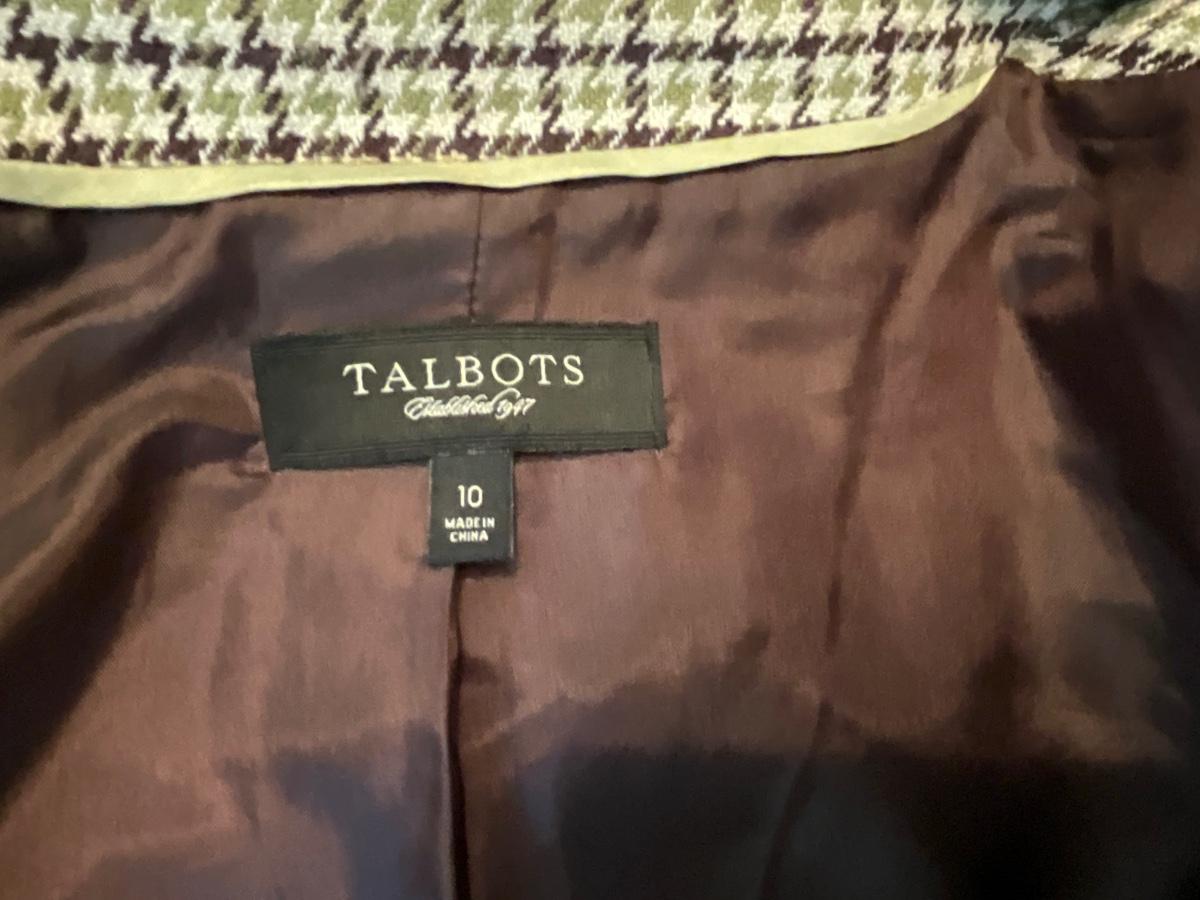 TALBOTS
Established 1947
10
MADE IN
CHINA